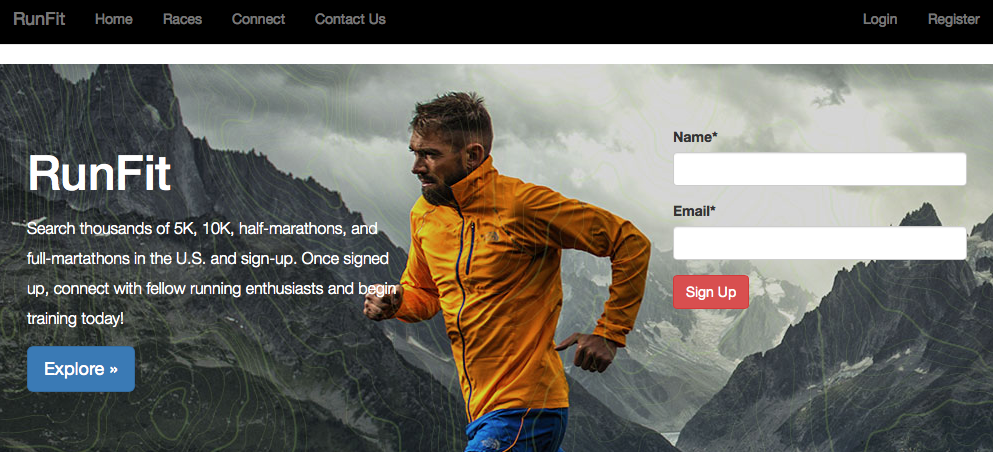 RunFit Home Races Connect Contact Us Login Register
RunFit
Search thousands of 5K, 10K, half-marathons, and
full-martathons in the U.S. and sign-up. Once signed
up, connect with fellow running enthusiasts and begin
training today!
Explore »
Name*
Email*
Sign Up